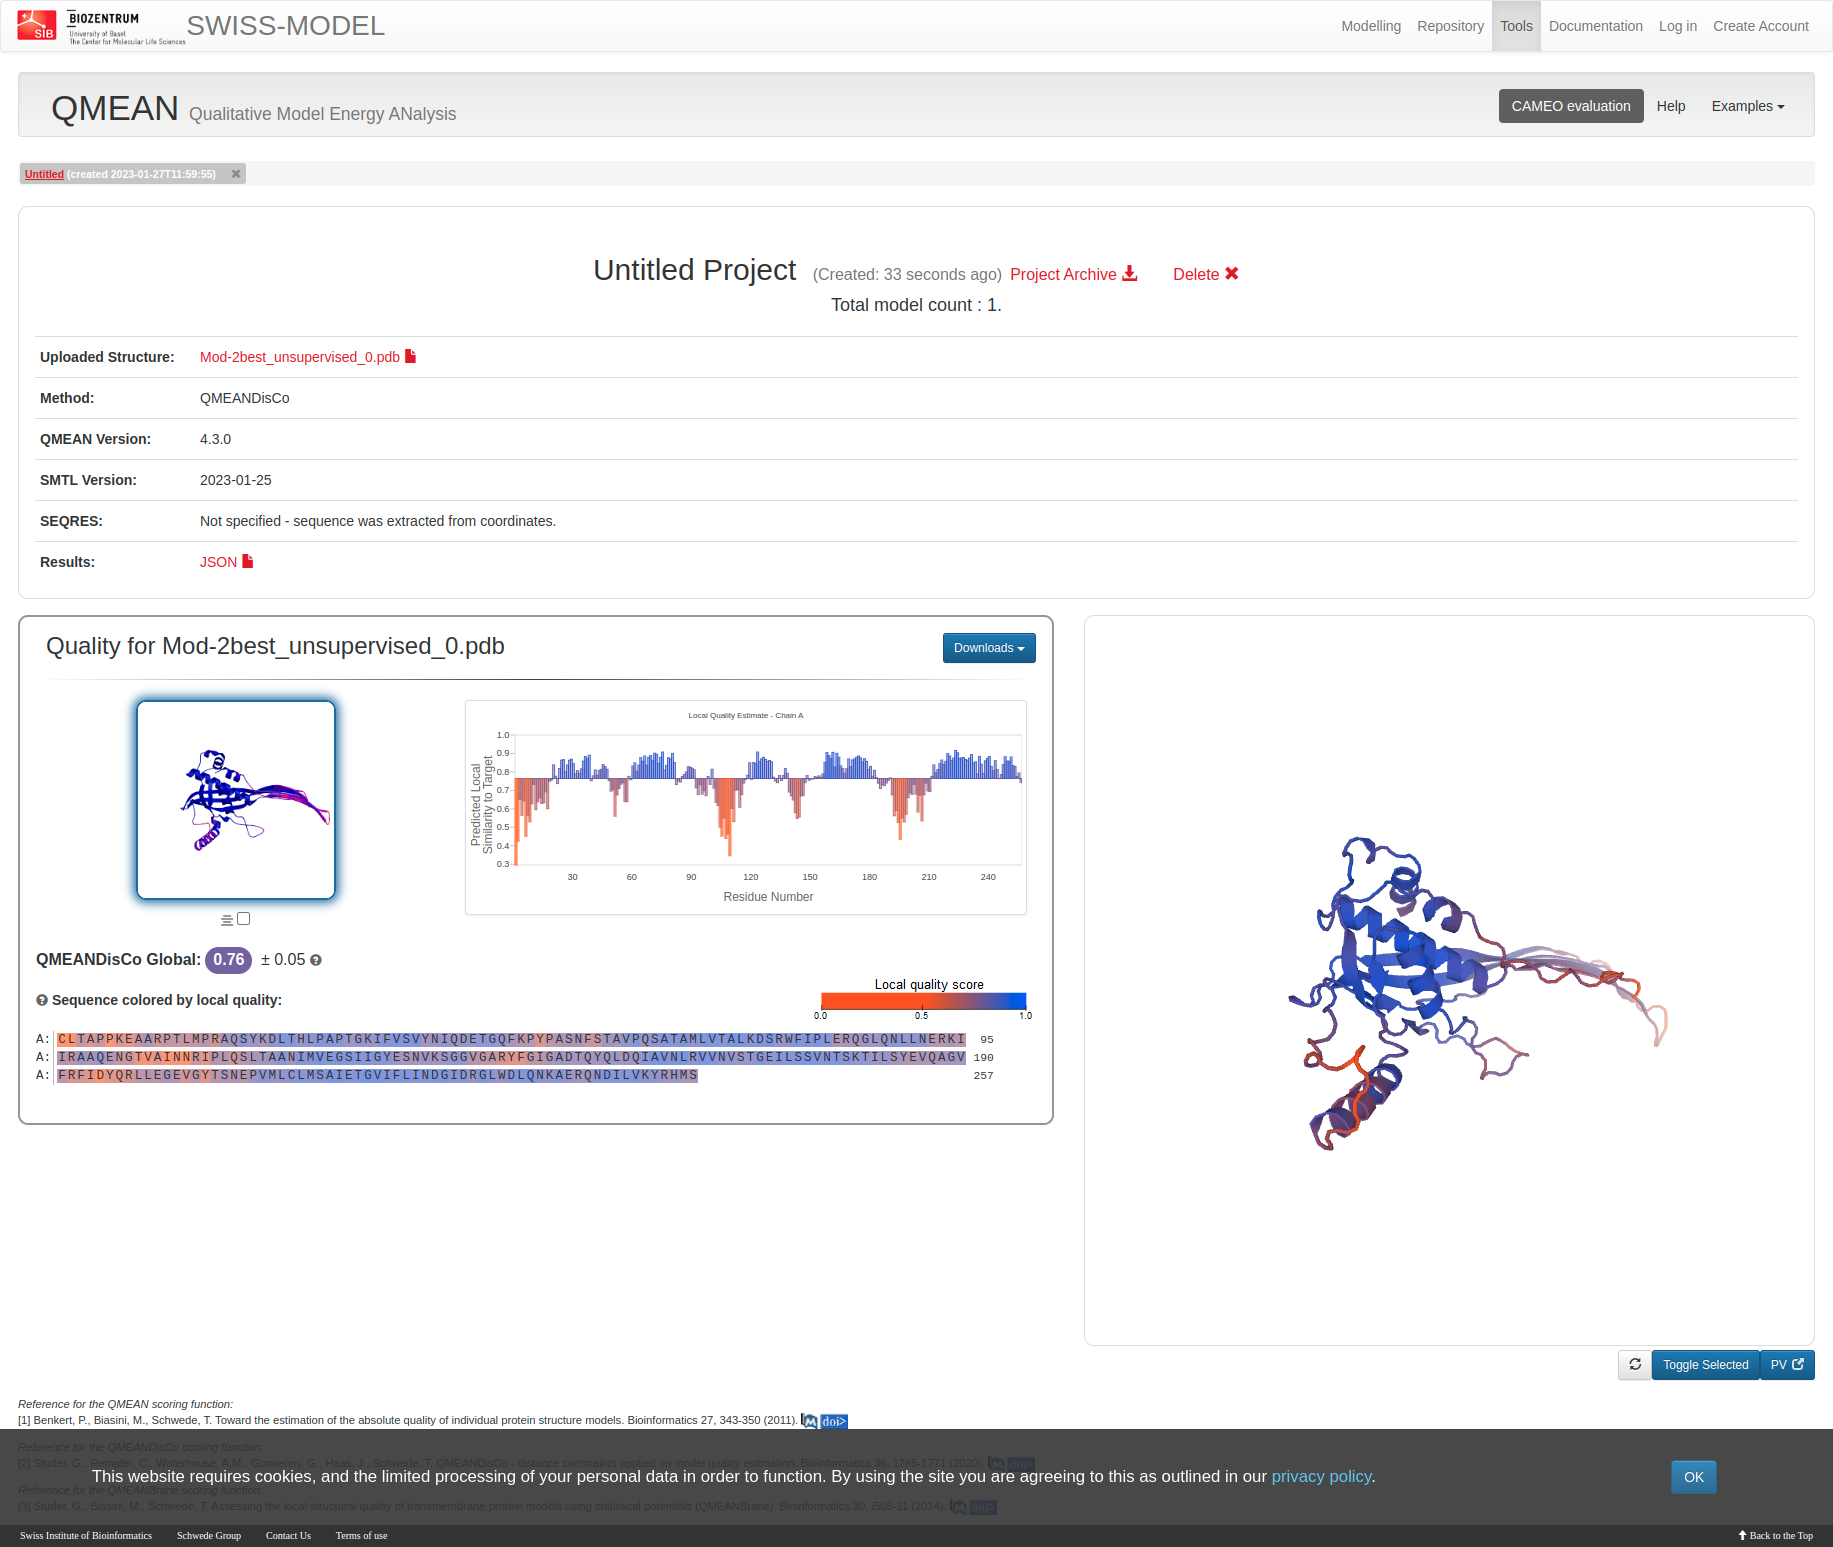 SIB
BIOZENTRUM
University of Basel
The Center for Molecular Life Sciences
SWISS-MODEL
Modelling Repository Tools Documentation Log in Create Account
QMEAN Qualitative Model Energy ANalysis
CAMEO evaluation Help Examples
Untitled (created 2023-01-27T11:59:55)
Untitled Project (Created: 33 seconds ago) Project Archive Delete
Total model count : 1.
Uploaded Structure: Mod-2best_unsupervised_0.pdb
Method: QMEANDisCo
QMEAN Version: 4.3.0
SMTL Version: 2023-01-25
SEQRES: Not specified - sequence was extracted from coordinates.
Results: JSON
Quality for Mod-2best_unsupervised_0.pdb
Downloads
Local Quality Estimate - Chain A
Predicted Local
Similarity to Target
1.0
0.9
0.8
0.7
0.6
0.5
0.4
0.3
30 60 90 120 150 180 210 240
Residue Number
QMEANDisCo Global: 0.76 ± 0.05
Sequence colored by local quality:
Local quality score
0.0 0.5 1.0
A: CLTAPPKEAARPTLMPRAQSYKDLTHLPAPTGKIFVSVYNIQDETGQFKPYPASNFSTAVPQSATAMLVTALKDSRWFIPLERQGLQNLLNERKI 95
A: IRAAQENGTVAINNRIPLQSLTAANIMVEGSIIGYESNVKSGGVGARYFGIGADTQYQLDQIAVNLRVVNVSTGEILSSVNTSKTILSYEVQAGV 190
A: FRFIDYQRLLEGEVGYTSNEPVMLCLMSAIETGVIFLINDGIDRGLWDLQNKAERQNDILVKYRHMS 257
Toggle Selected PV
Reference for the QMEAN scoring function:
[1] Benkert, P., Biasini, M., Schwede, T. Toward the estimation of the absolute quality of individual protein structure models. Bioinformatics 27, 343-350 (2011). M doi>
Reference for the QMEANDisCo scoring function:
[2] Studer, G., Rempfer, C., Waterhouse, A.M., Gumienny, G., Haas, J., Schwede, T. QMEANDisCo - distance constraints applied on model quality estimation. Bioinformatics 36, 1765-1771 (2020). M doi>
This website requires cookies, and the limited processing of your personal data in order to function. By using the site you are agreeing to this as outlined in our privacy policy.
OK
Reference for the QMEANBrane scoring function:
[3] Studer, G., Biasini, M., Schwede, T. Assessing the local structural quality of transmembrane protein models using statistical potentials (QMEANBrane). Bioinformatics 30, i505-11 (2014). M doi>
Swiss Institute of Bioinformatics Schwede Group Contact Us Terms of use Back to the Top